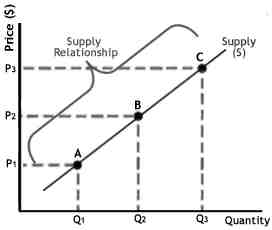 Price ($)
Supply
Relationship
Supply
(S)
C
B
A
P3
P2
P1
Q1
Q2
Q3
Quantity